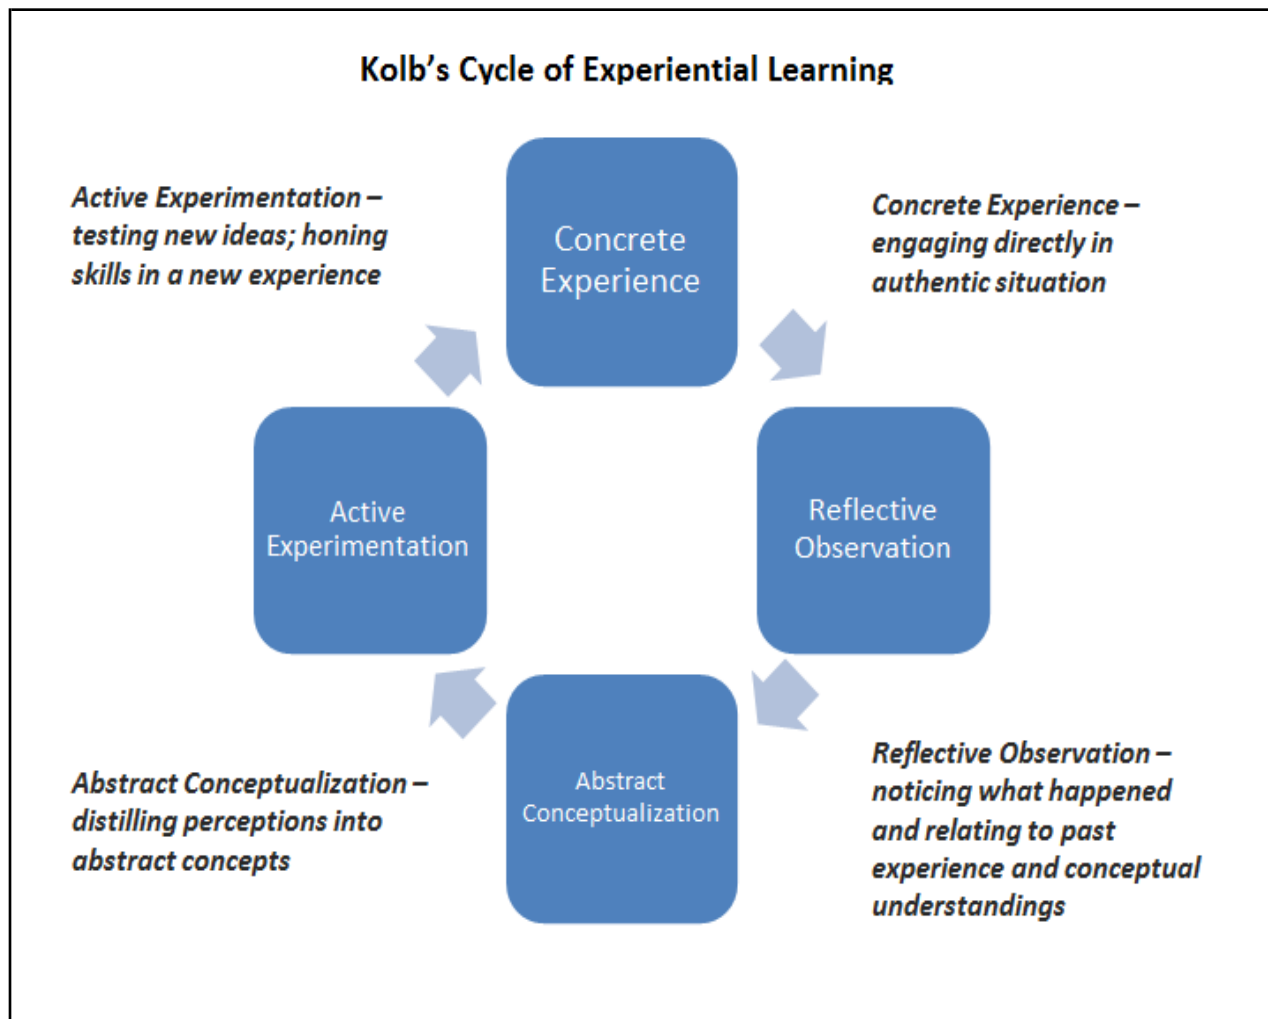 Kolb’s Cycle of Experiential Learning
Active Experimentation –
testing new ideas; honing
skills in a new experience
Concrete
Experience
Concrete Experience –
engaging directly in
authentic situation
Active
Experimentation
Reflective
Observation
Abstract Conceptualization –
distilling perceptions into
abstract concepts
Abstract
Conceptualization
Reflective Observation –
noticing what happened
and relating to past
experience and conceptual
understandings